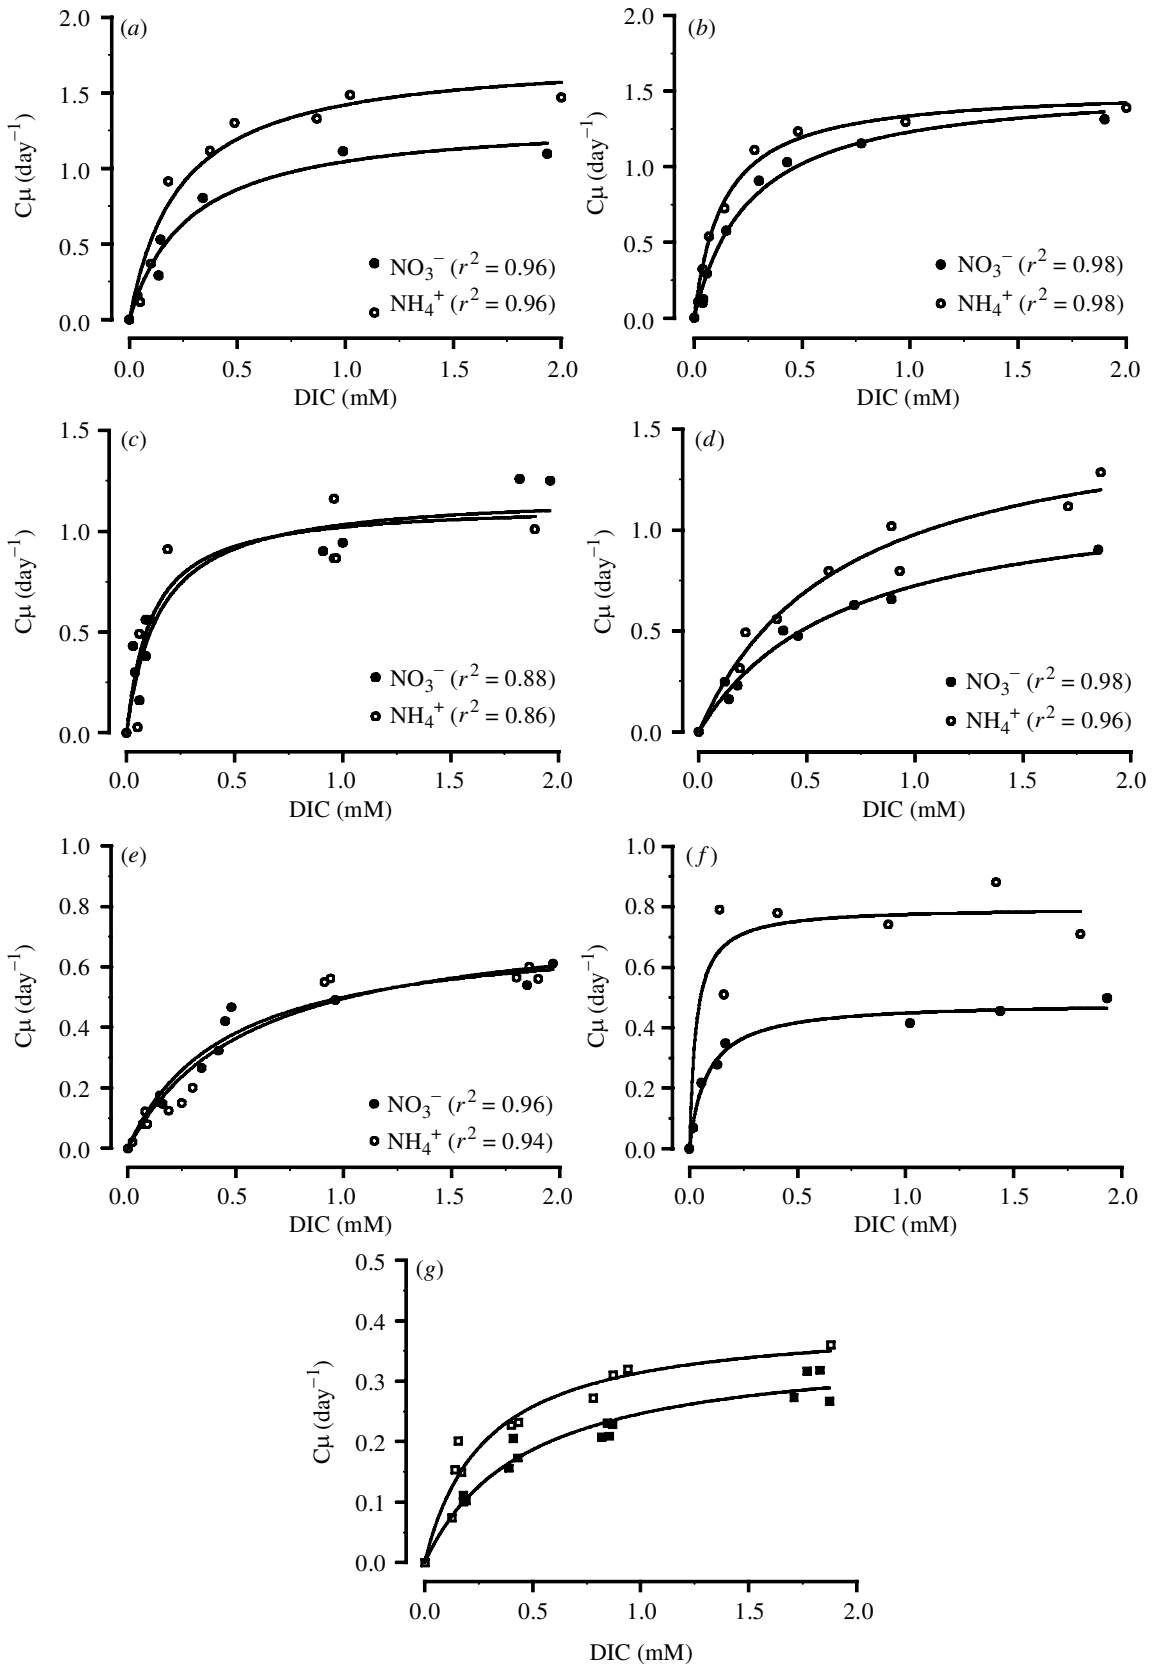 (a)
2.0
1.5
1.0
0.5
0.0
Cμ (day⁻¹)
NO₃⁻ (r² = 0.96)
NH₄⁺ (r² = 0.96)
0.0 0.5 1.0 1.5 2.0
DIC (mM)
(b)
2.0
1.5
1.0
0.5
0.0
Cμ (day⁻¹)
NO₃⁻ (r² = 0.98)
NH₄⁺ (r² = 0.98)
0.0 0.5 1.0 1.5 2.0
DIC (mM)
(c)
1.5
1.0
0.5
0.0
Cμ (day⁻¹)
NO₃⁻ (r² = 0.88)
NH₄⁺ (r² = 0.86)
0.0 0.5 1.0 1.5 2.0
DIC (mM)
(d)
1.5
1.0
0.5
0.0
Cμ (day⁻¹)
NO₃⁻ (r² = 0.98)
NH₄⁺ (r² = 0.96)
0.0 0.5 1.0 1.5 2.0
DIC (mM)
(e)
1.0
0.8
0.6
0.4
0.2
0.0
Cμ (day⁻¹)
NO₃⁻ (r² = 0.96)
NH₄⁺ (r² = 0.94)
0.0 0.5 1.0 1.5 2.0
DIC (mM)
(f)
1.0
0.8
0.6
0.4
0.2
0.0
Cμ (day⁻¹)
0.0 0.5 1.0 1.5 2.0
DIC (mM)
(g)
0.5
0.4
0.3
0.2
0.1
0.0
Cμ (day⁻¹)
0.0 0.5 1.0 1.5 2.0
DIC (mM)